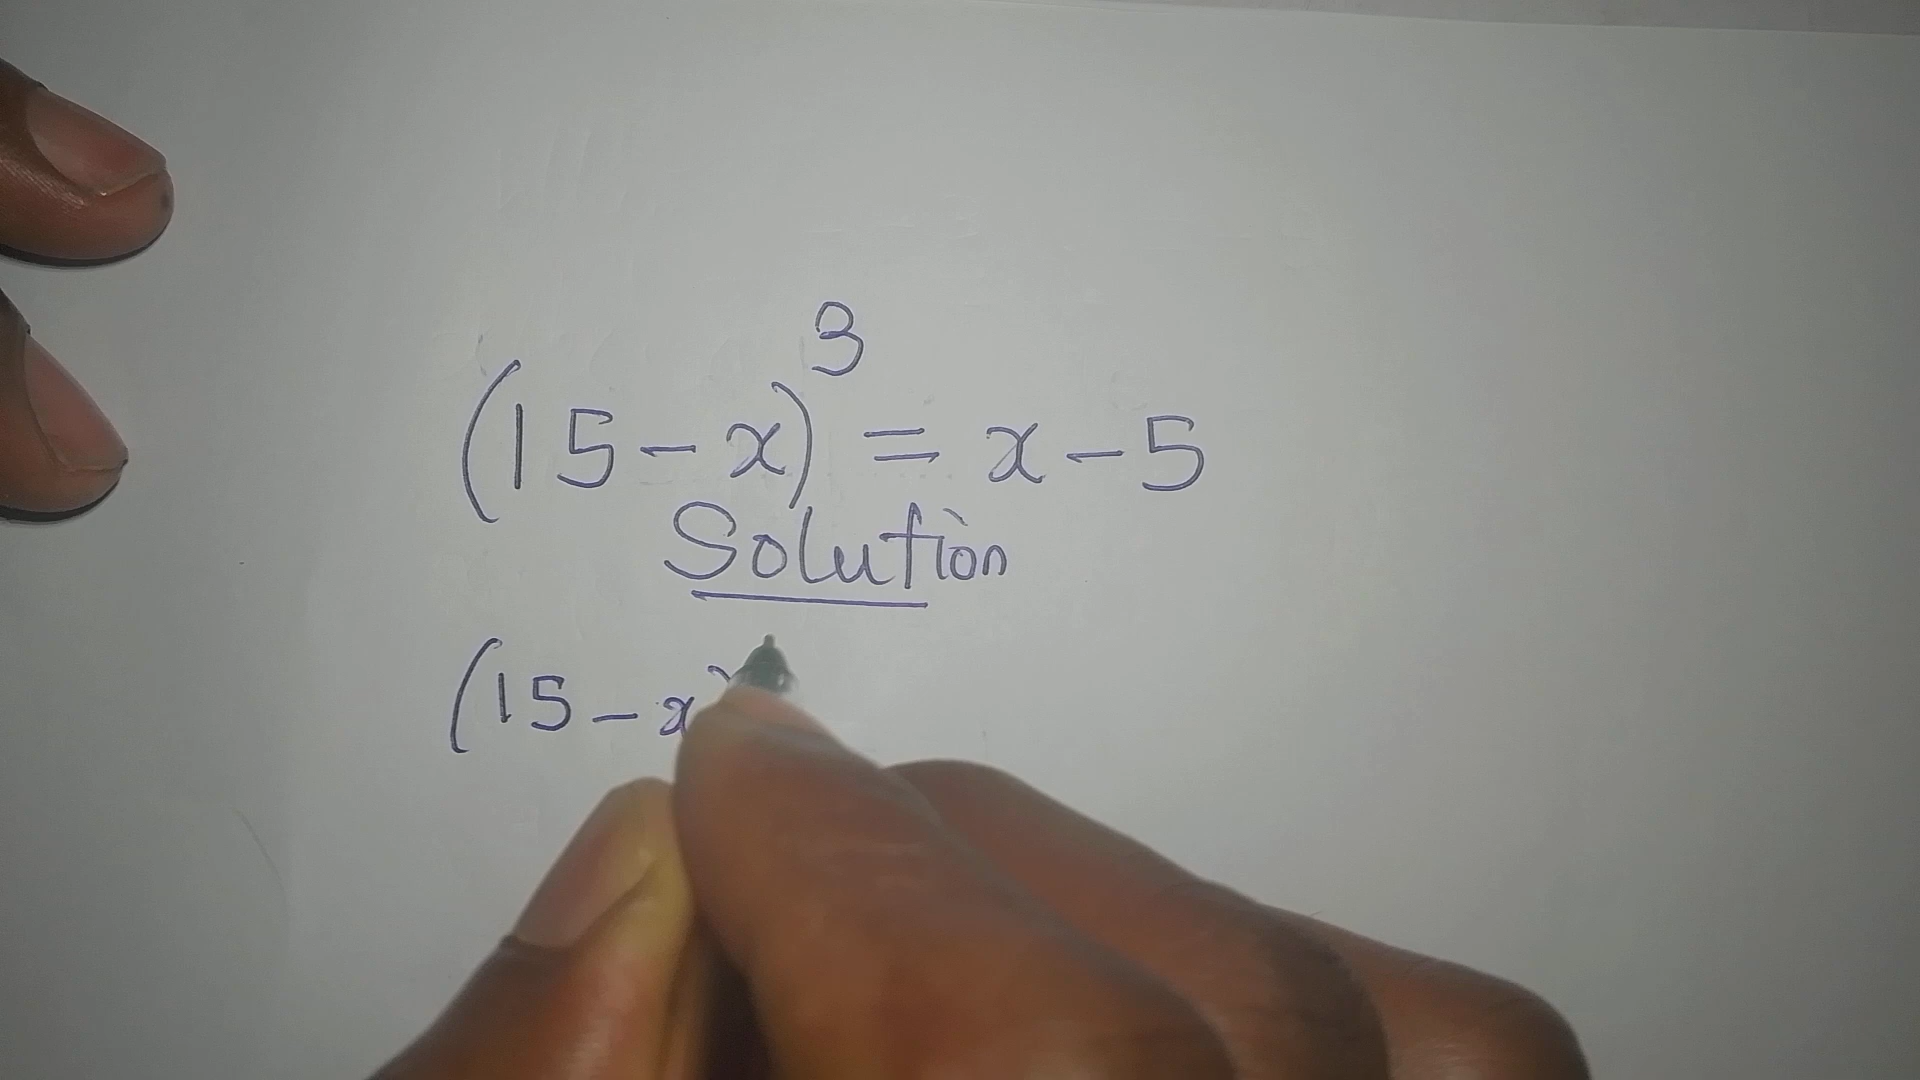 (15-x)³ = x-5
Solution
(15-x)